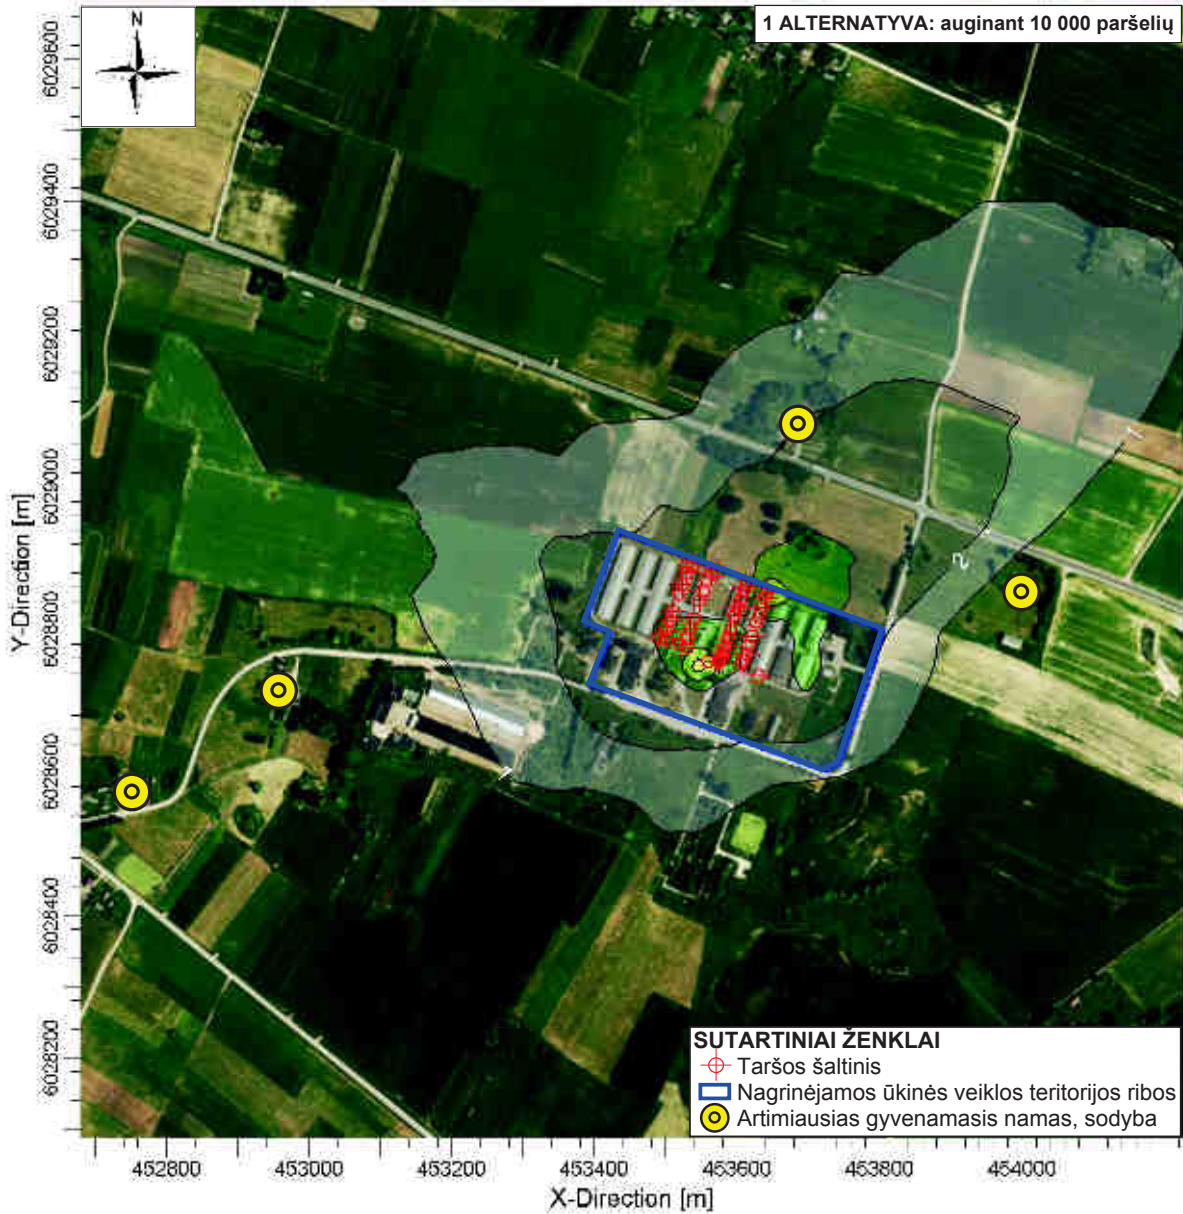 1 ALTERNATYVA: auginant 10 000 paršelių
N
6029600
6029400
6029200
6029000
6028800
6028600
6028400
6028200
Y-Direction [m]
1
2
1
SUTARTINIAI ŽENKLAI
Taršos šaltinis
Nagrinėjamos ūkinės veiklos teritorijos ribos
Artimiausias gyvenamasis namas, sodyba
452800 453000 453200 453400 453600 453800 454000
X-Direction [m]